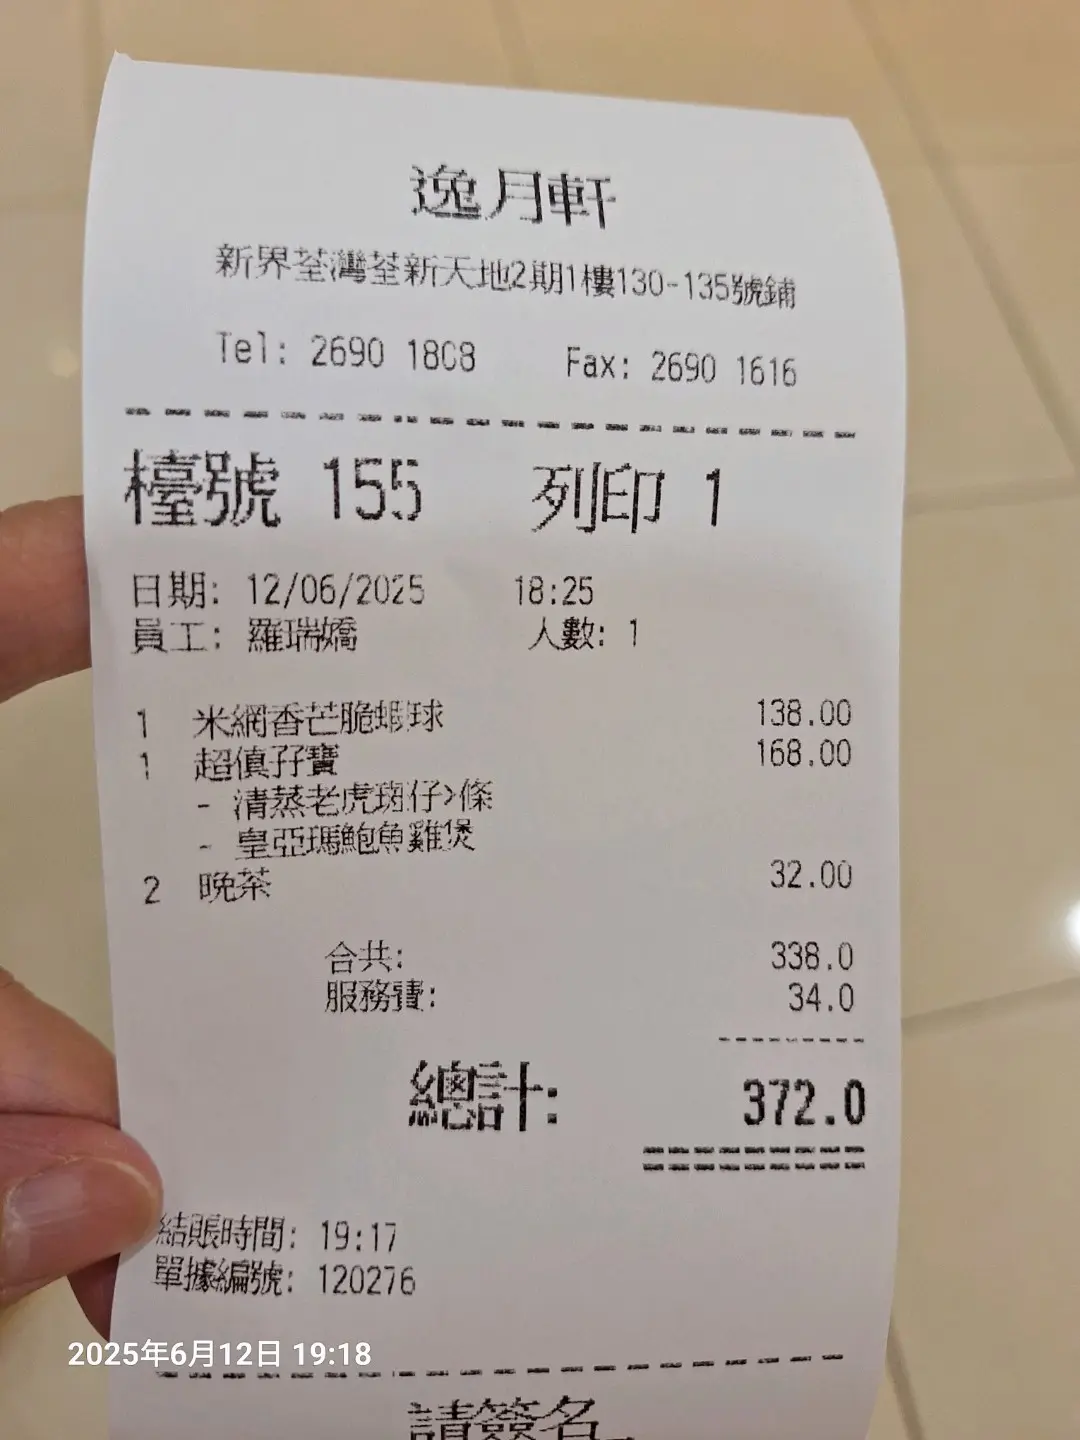 逸月軒
新界荃灣荃新天地2期1樓130-135號鋪
Tel: 2690 1808 Fax: 2690 1616
檯號 155 列印 1
日期: 12/06/2025 18:25
員工: 羅瑞嬌 人數: 1
1 米網香芒脆蝦球 138.00
1 超值孖寶 168.00
- 清蒸老虎斑仔>條
- 皇亞瑪鮑魚雞煲
2 晚茶 32.00
合共: 338.0
服務費: 34.0
總計: 372.0
結賬時間: 19:17
單據編號: 120276
2025年6月12日 19:18
請簽名